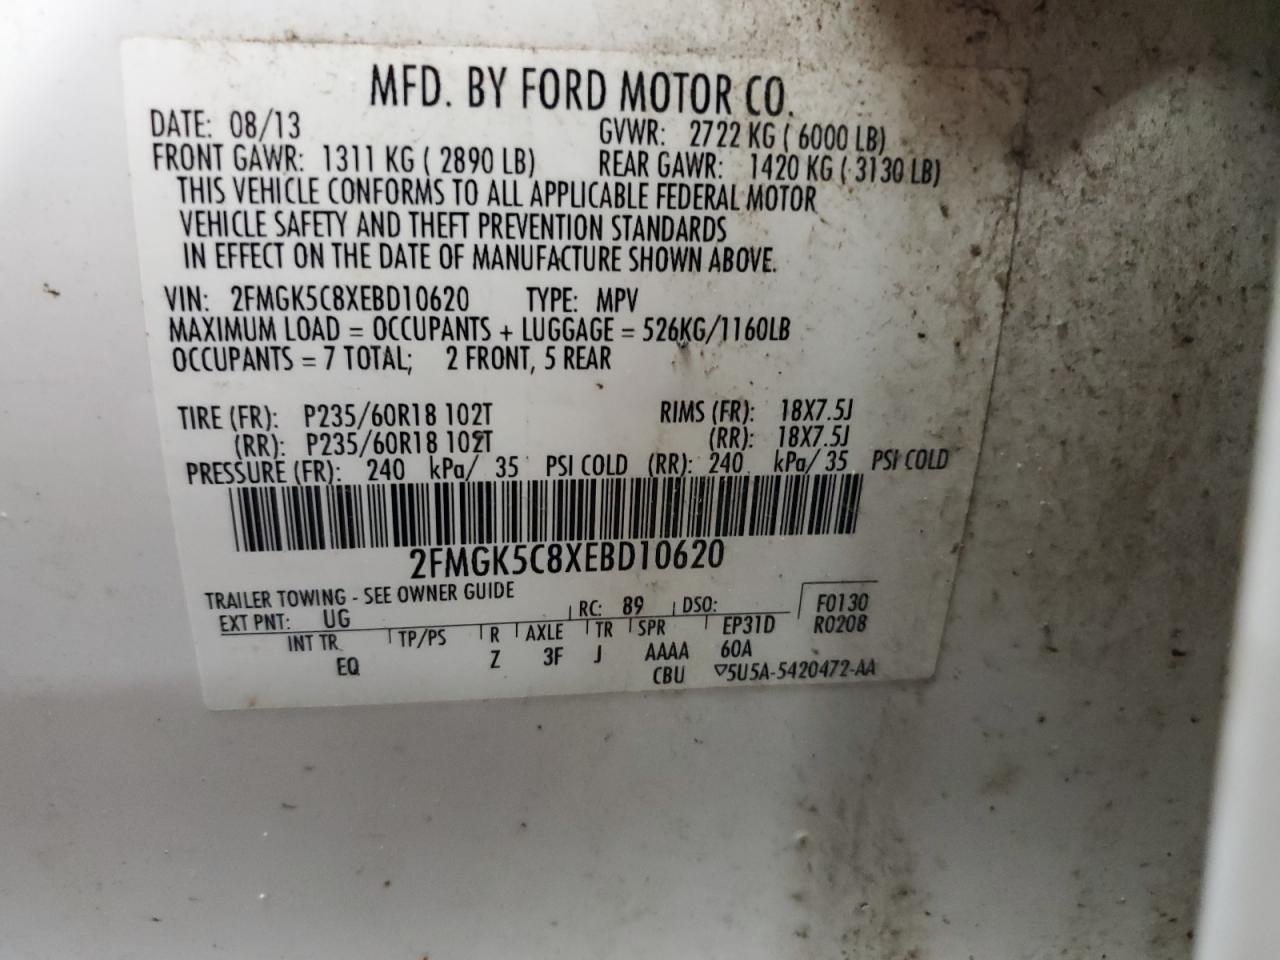 MFD. BY FORD MOTOR CO.
DATE: 08/13 GVWR: 2722 KG ( 6000 LB)
FRONT GAWR: 1311 KG ( 2890 LB) REAR GAWR: 1420 KG ( 3130 LB)
THIS VEHICLE CONFORMS TO ALL APPLICABLE FEDERAL MOTOR
VEHICLE SAFETY AND THEFT PREVENTION STANDARDS
IN EFFECT ON THE DATE OF MANUFACTURE SHOWN ABOVE.
VIN: 2FMGK5C8XEBD10620 TYPE: MPV
MAXIMUM LOAD = OCCUPANTS + LUGGAGE = 526KG/1160LB
OCCUPANTS = 7 TOTAL; 2 FRONT, 5 REAR
TIRE (FR): P235/60R18 102T RIMS (FR): 18X7.5J
(RR): P235/60R18 102T (RR): 18X7.5J
PRESSURE (FR): 240 kPa/ 35 PSI COLD (RR): 240 kPa/ 35 PSI COLD
2FMGK5C8XEBD10620
TRAILER TOWING - SEE OWNER GUIDE
EXT PNT: UG RC: 89 DSO: F0130
INT TR TP/PS R AXLE TR SPR EP31D R0208
EQ Z 3F J AAAA 60A
CBU ▽5U5A-5420472-AA